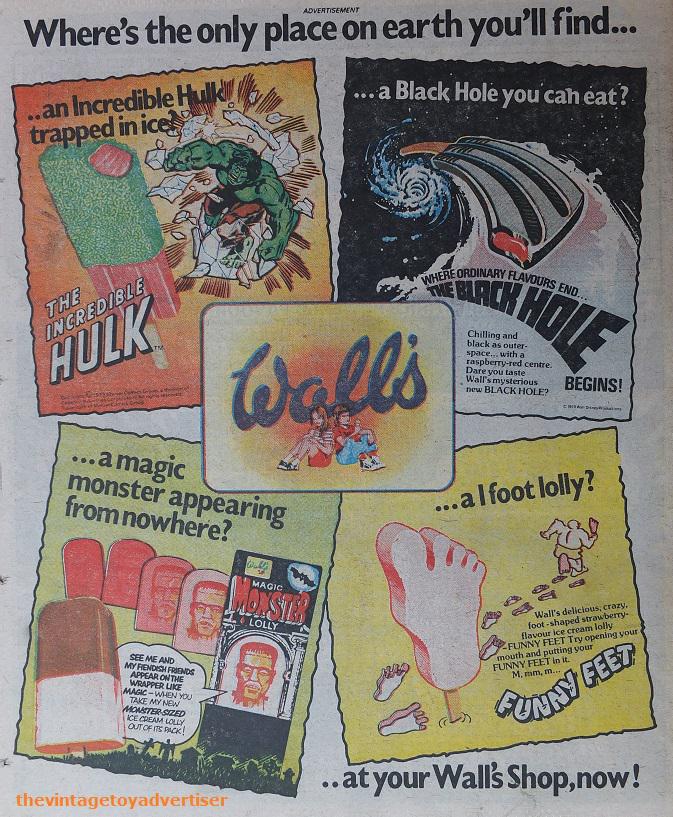 ADVERTISEMENT
Where's the only place on earth you'll find...
..an Incredible Hulk
trapped in ice?
THE
INCREDIBLE
HULK™
...a Black Hole you can eat?
WHERE ORDINARY FLAVOURS END...
THE BLACK HOLE
Chilling and
black as outer-
space... with a
raspberry-red centre.
Dare you taste
Wall's mysterious
new BLACK HOLE?
BEGINS!
Wall's
...a magic
monster appearing
from nowhere?
Wall's
MAGIC
MONSTER
LOLLY
SEE ME AND
MY FIENDISH FRIENDS
APPEAR ON THE
WRAPPER LIKE
MAGIC – WHEN YOU
TAKE MY NEW
MONSTER-SIZED
ICE CREAM LOLLY
OUT OF ITS PACK!
...a 1 foot lolly?
Wall's delicious, crazy,
foot-shaped strawberry-
flavour ice cream lolly
-FUNNY FEET Try opening your
mouth and putting your
FUNNY FEET in it.
M, mm, m...
FUNNY FEET
..at your Wall's Shop, now!
thevintagetoyadvertiser